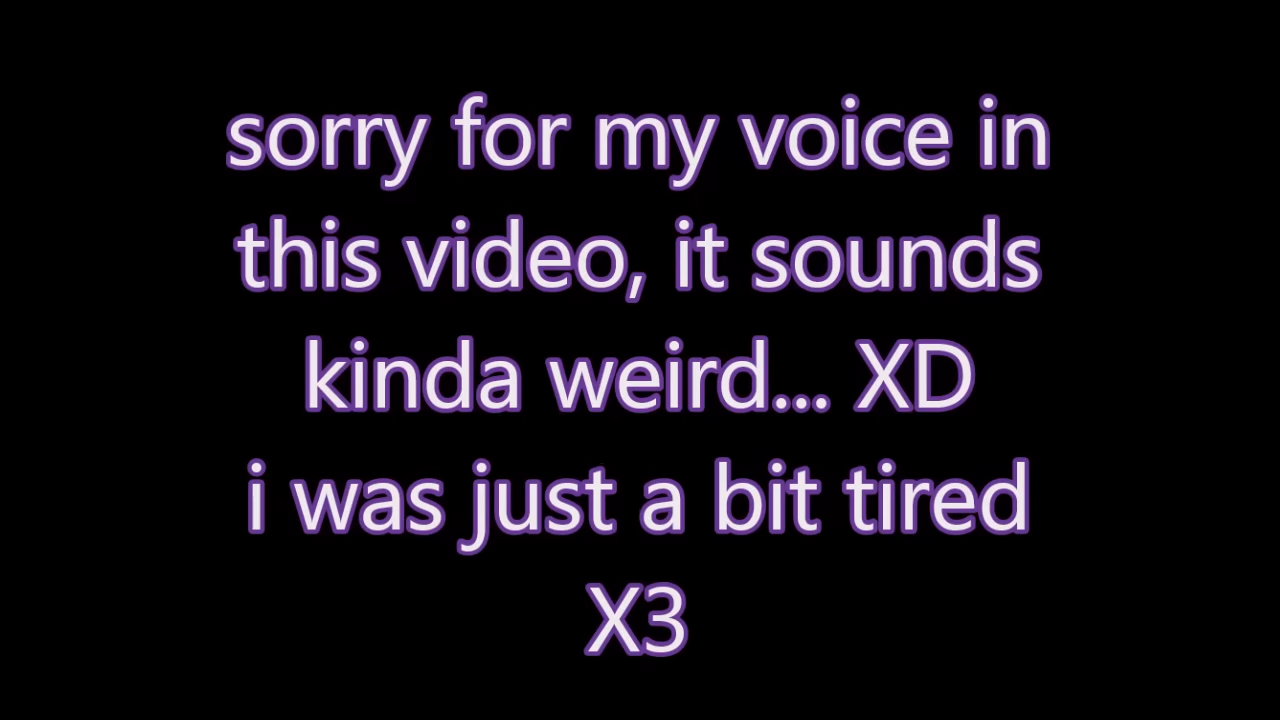 sorry for my voice in
this video, it sounds
kinda weird... XD
i was just a bit tired
X3